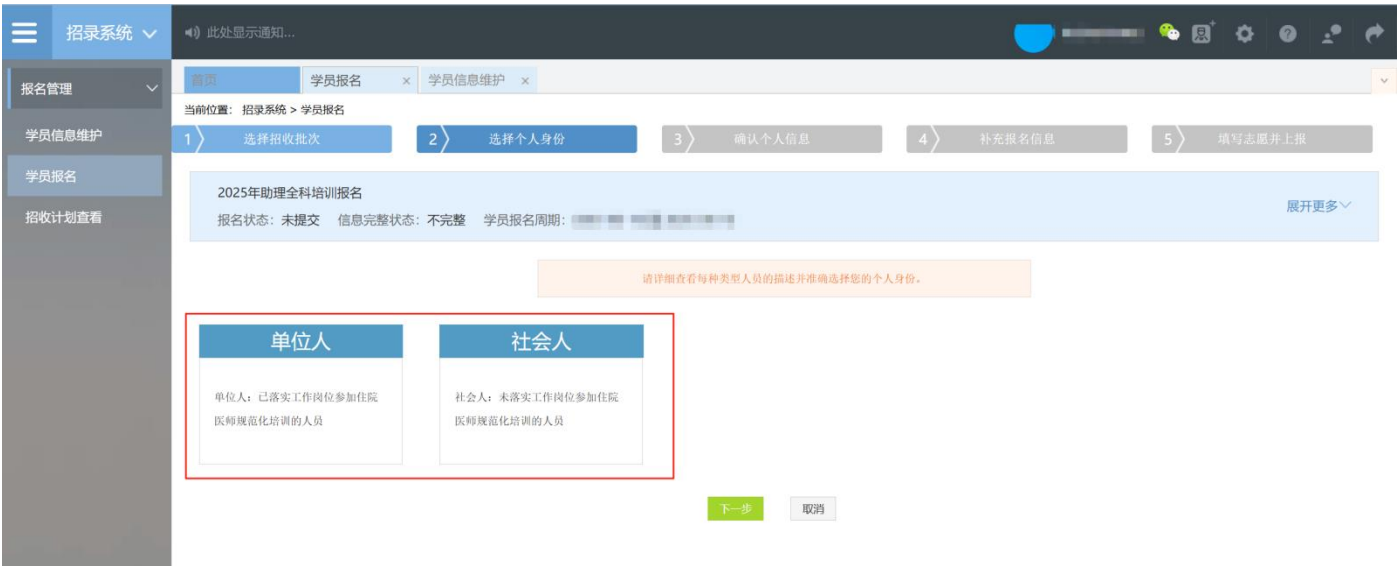 招录系统
此处显示通知...
报名管理
学员信息维护
学员报名
招收计划查看
首页
学员报名 ×
学员信息维护 ×
当前位置： 招录系统 > 学员报名
1 选择招收批次
2 选择个人身份
3 确认个人信息
4 补充报名信息
5 填写志愿并上报
2025年助理全科培训报名
报名状态：未提交 信息完整状态：不完整 学员报名周期：
展开更多
请详细查看每种类型人员的描述并准确选择您的个人身份。
单位人
单位人：已落实工作岗位参加住院
医师规范化培训的人员
社会人
社会人：未落实工作岗位参加住院
医师规范化培训的人员
下一步
取消